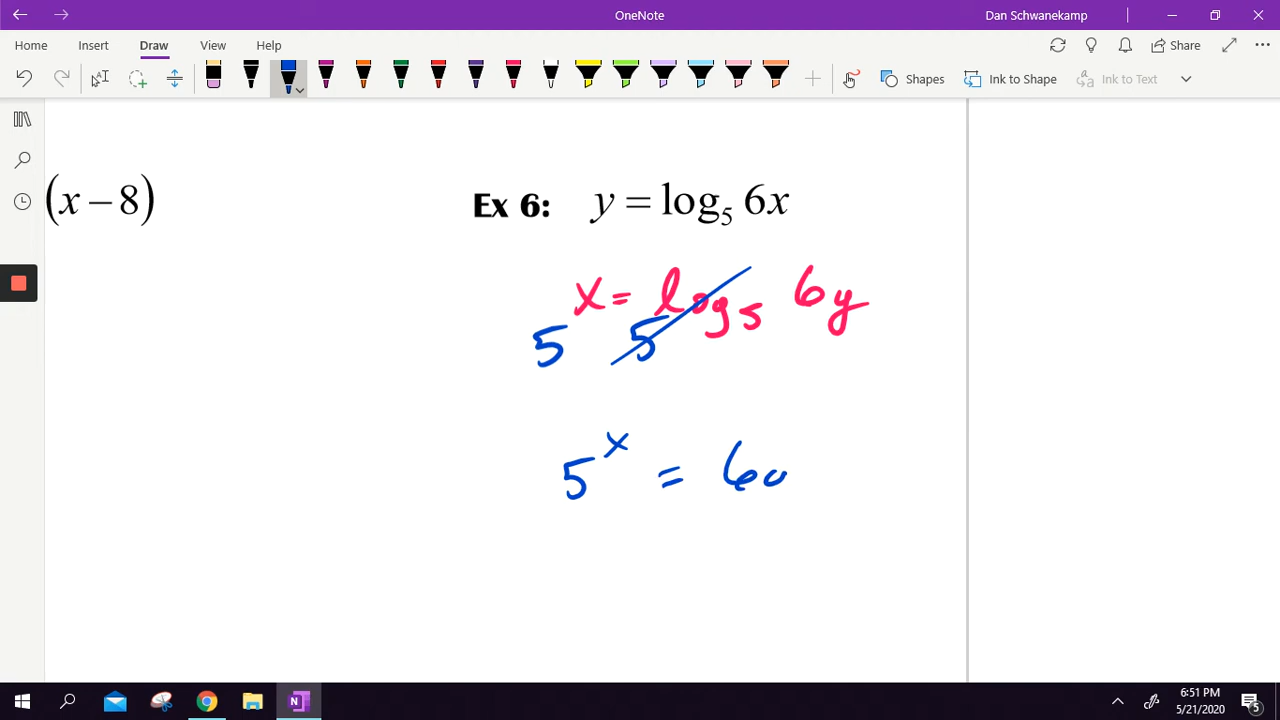 OneNote
Dan Schwanekamp
Home Insert Draw View Help
Share
Shapes Ink to Shape Ink to Text
(x − 8)
Ex 6: y = log₅ 6x
x = log₅ 6y
5 5
5ˣ = 6
6:51 PM
5/21/2020
5